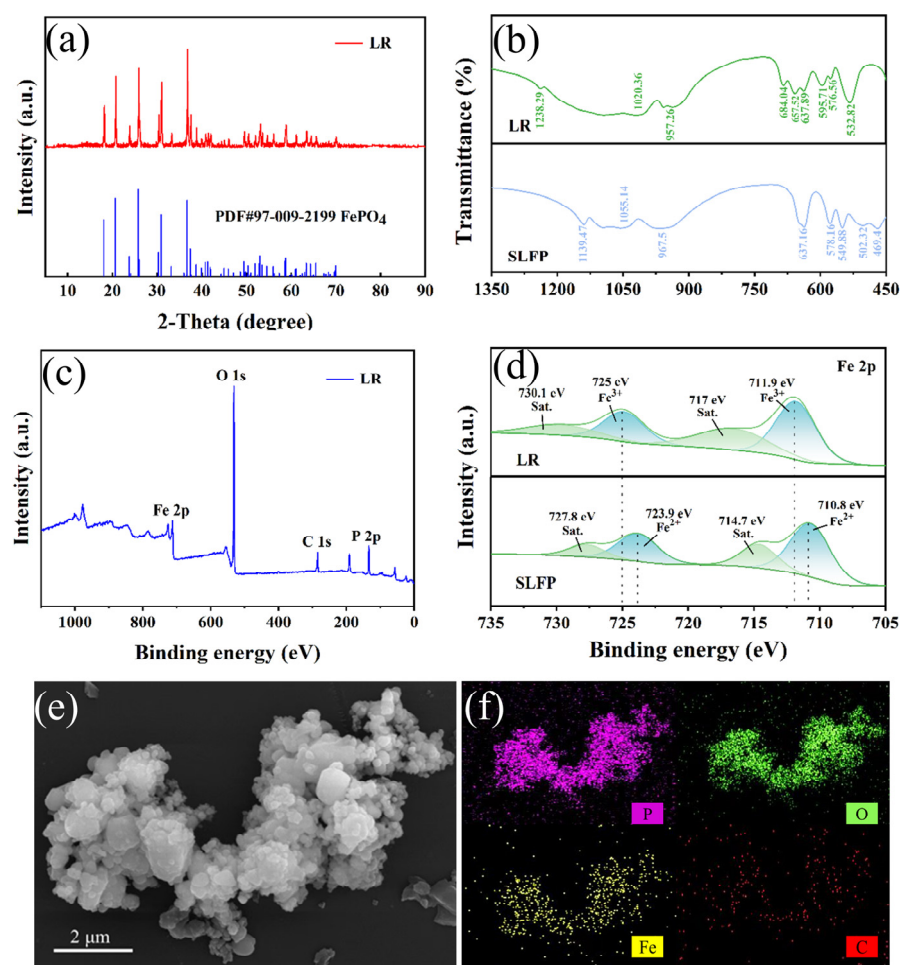 (a)
LR
PDF#97-009-2199 FePO4
Intensity (a.u.)
10 20 30 40 50 60 70 80 90
2-Theta (degree)
(b)
Transmittance (%)
1238.29
1020.36
957.26
684.04
657.52
637.89
595.71
576.56
532.82
LR
1139.47
1055.14
967.5
637.16
578.16
549.88
502.32
469.4
SLFP
1350 1200 1050 900 750 600 450
(c)
LR
O 1s
Fe 2p
C 1s
P 2p
Intensity (a.u.)
1000 800 600 400 200 0
Binding energy (eV)
(d)
Fe 2p
730.1 eV
Sat.
725 eV
Fe3+
717 eV
Sat.
711.9 eV
Fe3+
LR
727.8 eV
Sat.
723.9 eV
Fe2+
714.7 eV
Sat.
710.8 eV
Fe2+
SLFP
Intensity (a.u.)
735 730 725 720 715 710 705
Binding energy (eV)
(e)
2 μm
(f)
P
O
Fe
C